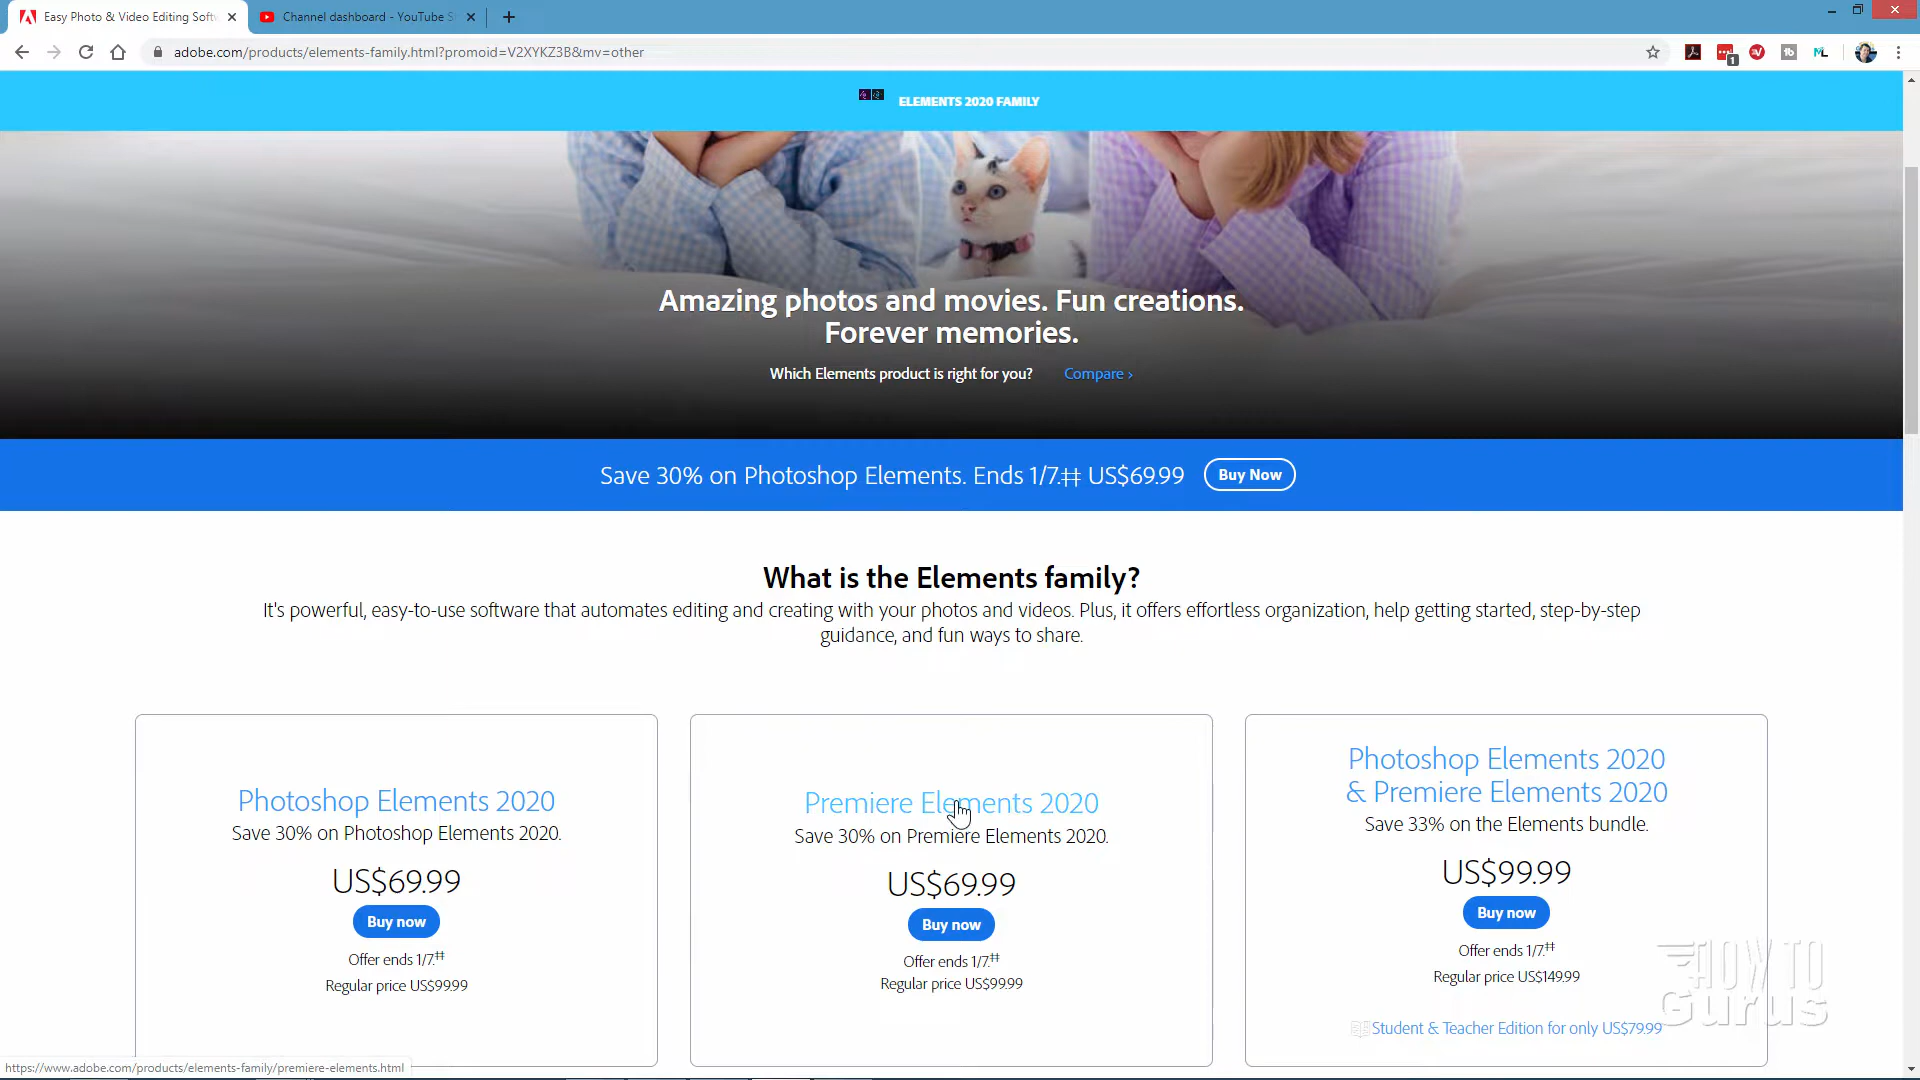 Easy Photo & Video Editing Softw
Channel dashboard - YouTube S
adobe.com/products/elements-family.html?promoid=V2XYKZ3B&mv=other
1
ELEMENTS 2020 FAMILY
Amazing photos and movies. Fun creations.
Forever memories.
Which Elements product is right for you? Compare ›
Save 30% on Photoshop Elements. Ends 1/7.‡‡ US$69.99 Buy Now
What is the Elements family?
It's powerful, easy-to-use software that automates editing and creating with your photos and videos. Plus, it offers effortless organization, help getting started, step-by-step
guidance, and fun ways to share.
Photoshop Elements 2020
Save 30% on Photoshop Elements 2020.
US$69.99
Buy now
Offer ends 1/7.‡‡
Regular price US$99.99
Premiere Elements 2020
Save 30% on Premiere Elements 2020.
US$69.99
Buy now
Offer ends 1/7.‡‡
Regular price US$99.99
Photoshop Elements 2020
& Premiere Elements 2020
Save 33% on the Elements bundle.
US$99.99
Buy now
Offer ends 1/7.‡‡
Regular price US$149.99
Student & Teacher Edition for only US$79.99
HOW TO
Gurus
https://www.adobe.com/products/elements-family/premiere-elements.html